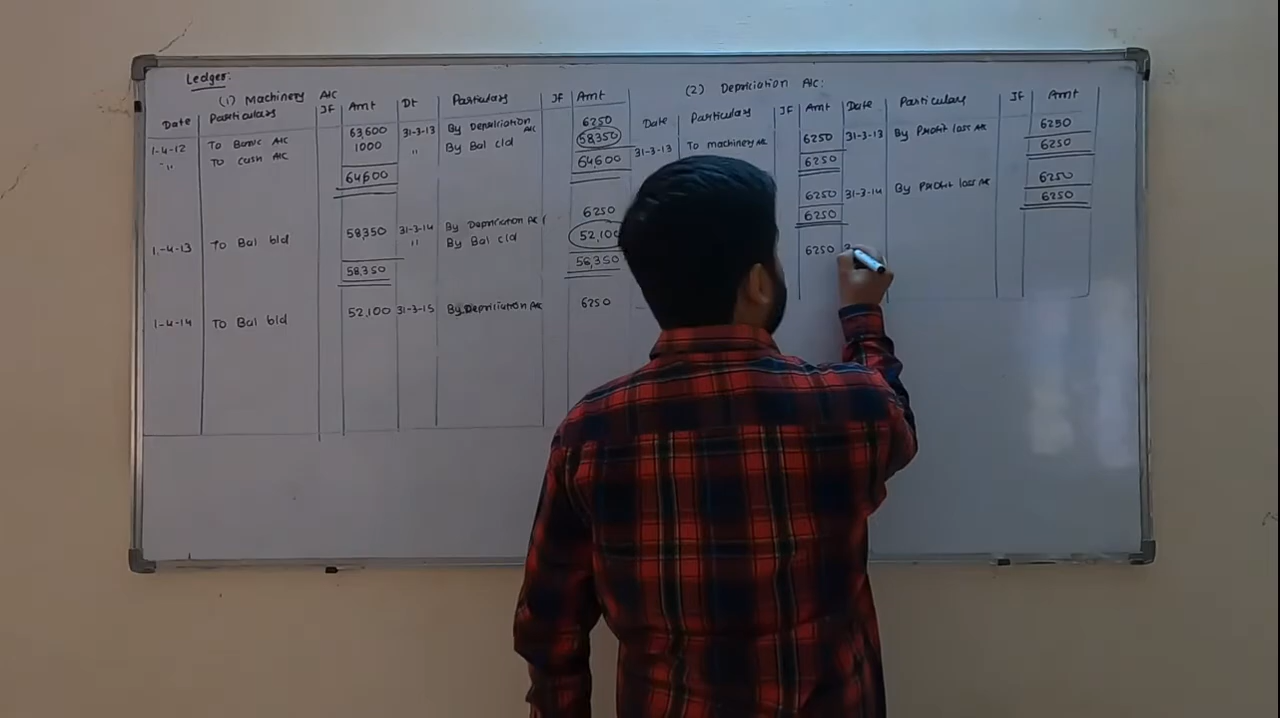 Ledger:
(1) Machinery A/c
Date Particulars JF Amt Dt Particulars JF Amt
1-4-12 To Bank A/c 63,600 31-3-13 By Depriciation A/c 6250
-,, To Cash A/c 1000 ,, By Bal c/d 58,350
64,600 64,600
1-4-13 To Bal b/d 58,350 31-3-14 By Depriciation A/c 6250
,, By Bal c/d 52,100
58,350 58,350
1-4-14 To Bal b/d 52,100 31-3-15 By Depriciation A/c 6250
(2) Depriciation A/c:
Date Particulars JF Amt Date Particulars JF Amt
31-3-13 To machinery A/c 6250 31-3-13 By Profit loss A/c 6250
6250 6250
6250 31-3-14 By Profit loss A/c 6250
6250 6250
6250